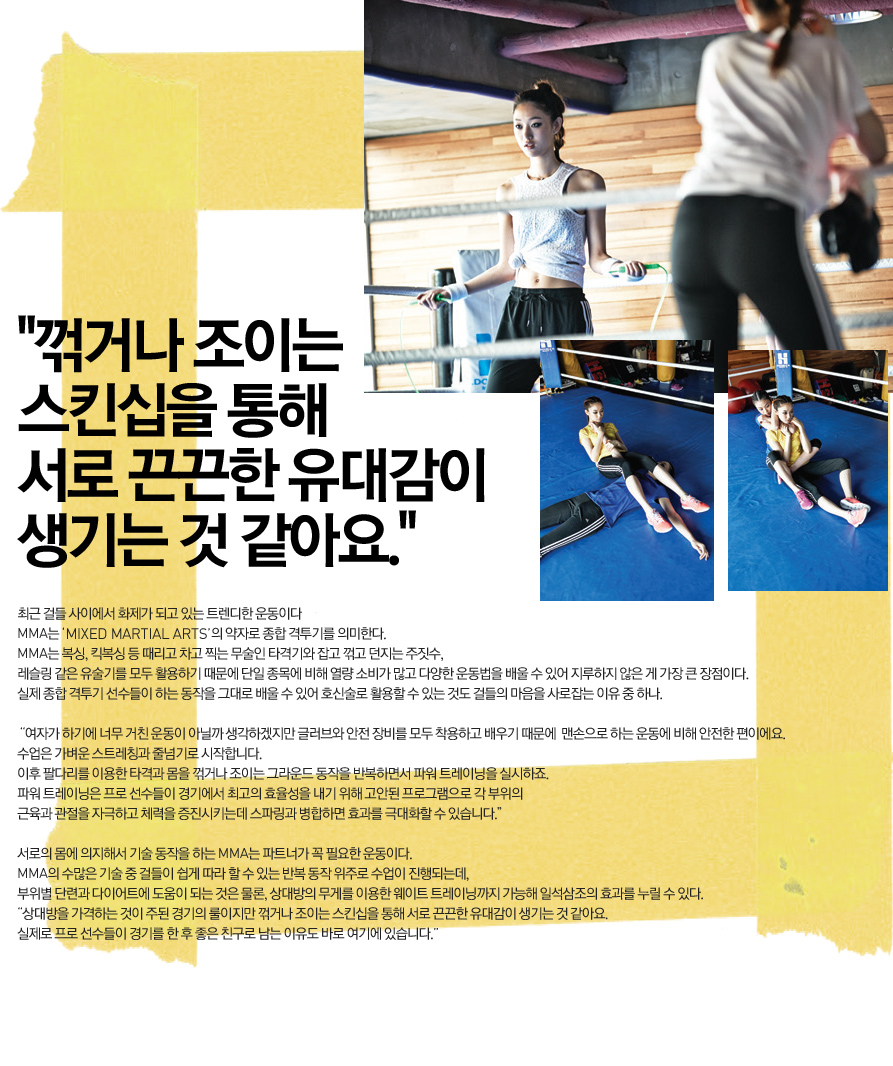 "꺾거나 조이는
스킨십을 통해
서로 끈끈한 유대감이
생기는 것 같아요."
최근 걸들 사이에서 화제가 되고 있는 트렌디한 운동이다
MMA는 'MIXED MARTIAL ARTS'의 약자로 종합 격투기를 의미한다.
MMA는 복싱, 킥복싱 등 때리고 차고 찍는 무술인 타격기와 잡고 꺾고 던지는 주짓수,
레슬링 같은 유술기를 모두 활용하기 때문에 단일 종목에 비해 열량 소비가 많고 다양한 운동법을 배울 수 있어 지루하지 않은 게 가장 큰 장점이다.
실제 종합 격투기 선수들이 하는 동작을 그대로 배울 수 있어 호신술로 활용할 수 있는 것도 걸들의 마음을 사로잡는 이유 중 하나.
“여자가 하기에 너무 거친 운동이 아닐까 생각하겠지만 글러브와 안전 장비를 모두 착용하고 배우기 때문에 맨손으로 하는 운동에 비해 안전한 편이에요.
수업은 가벼운 스트레칭과 줄넘기로 시작합니다.
이후 팔다리를 이용한 타격과 몸을 꺾거나 조이는 그라운드 동작을 반복하면서 파워 트레이닝을 실시하죠.
파워 트레이닝은 프로 선수들이 경기에서 최고의 효율성을 내기 위해 고안된 프로그램으로 각 부위의
근육과 관절을 자극하고 체력을 증진시키는데 스파링과 병합하면 효과를 극대화할 수 있습니다.”
서로의 몸에 의지해서 기술 동작을 하는 MMA는 파트너가 꼭 필요한 운동이다.
MMA의 수많은 기술 중 걸들이 쉽게 따라 할 수 있는 반복 동작 위주로 수업이 진행되는데,
부위별 단련과 다이어트에 도움이 되는 것은 물론, 상대방의 무게를 이용한 웨이트 트레이닝까지 가능해 일석삼조의 효과를 누릴 수 있다.
“상대방을 가격하는 것이 주된 경기의 룰이지만 꺾거나 조이는 스킨십을 통해 서로 끈끈한 유대감이 생기는 것 같아요.
실제로 프로 선수들이 경기를 한 후 좋은 친구로 남는 이유도 바로 여기에 있습니다.”